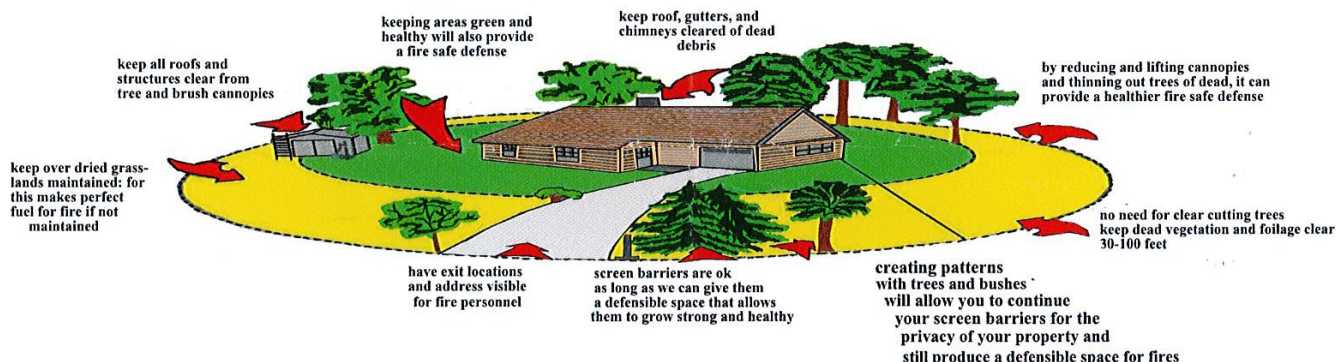 keeping areas green and
healthy will also provide
a fire safe defense
keep roof, gutters, and
chimneys cleared of dead
debris
keep all roofs and
structures clear from
tree and brush cannopies
by reducing and lifting cannopies
and thinning out trees of dead, it can
provide a healthier fire safe defense
keep over dried grass-
lands maintained: for
this makes perfect
fuel for fire if not
maintained
no need for clear cutting trees
keep dead vegetation and foilage clear
30-100 feet
have exit locations
and address visible
for fire personnel
screen barriers are ok
as long as we can give them
a defensible space that allows
them to grow strong and healthy
creating patterns
with trees and bushes
will allow you to continue
your screen barriers for the
privacy of your property and
still produce a defensible space for fires